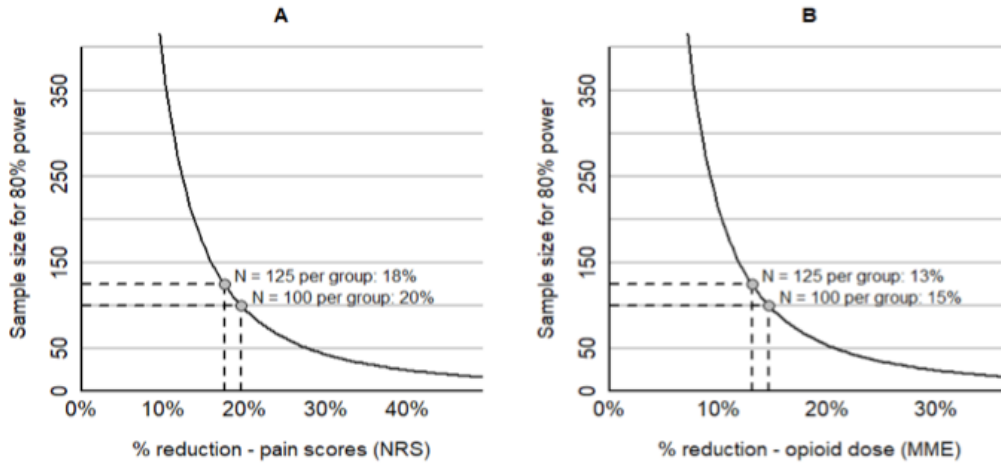 A
Sample size for 80% power
350
250
150
50
0
N = 125 per group: 18%
N = 100 per group: 20%
0%
10%
20%
30%
40%
% reduction - pain scores (NRS)
B
Sample size for 80% power
350
250
150
50
0
N = 125 per group: 13%
N = 100 per group: 15%
0%
10%
20%
30%
% reduction - opioid dose (MME)